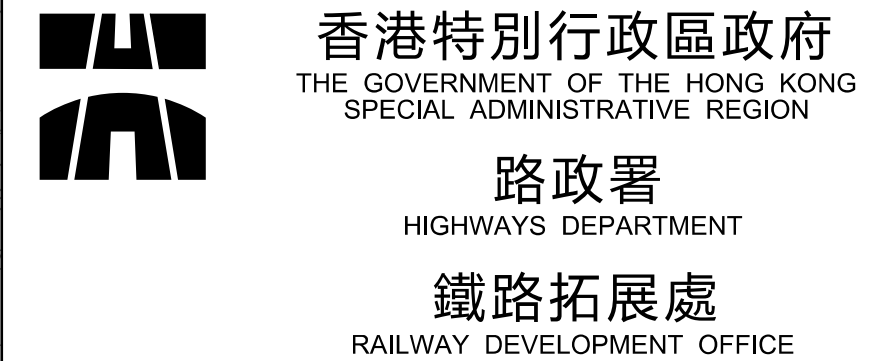 香港特別行政區政府
THE GOVERNMENT OF THE HONG KONG
SPECIAL ADMINISTRATIVE REGION
路政署
HIGHWAYS DEPARTMENT
鐵路拓展處
RAILWAY DEVELOPMENT OFFICE